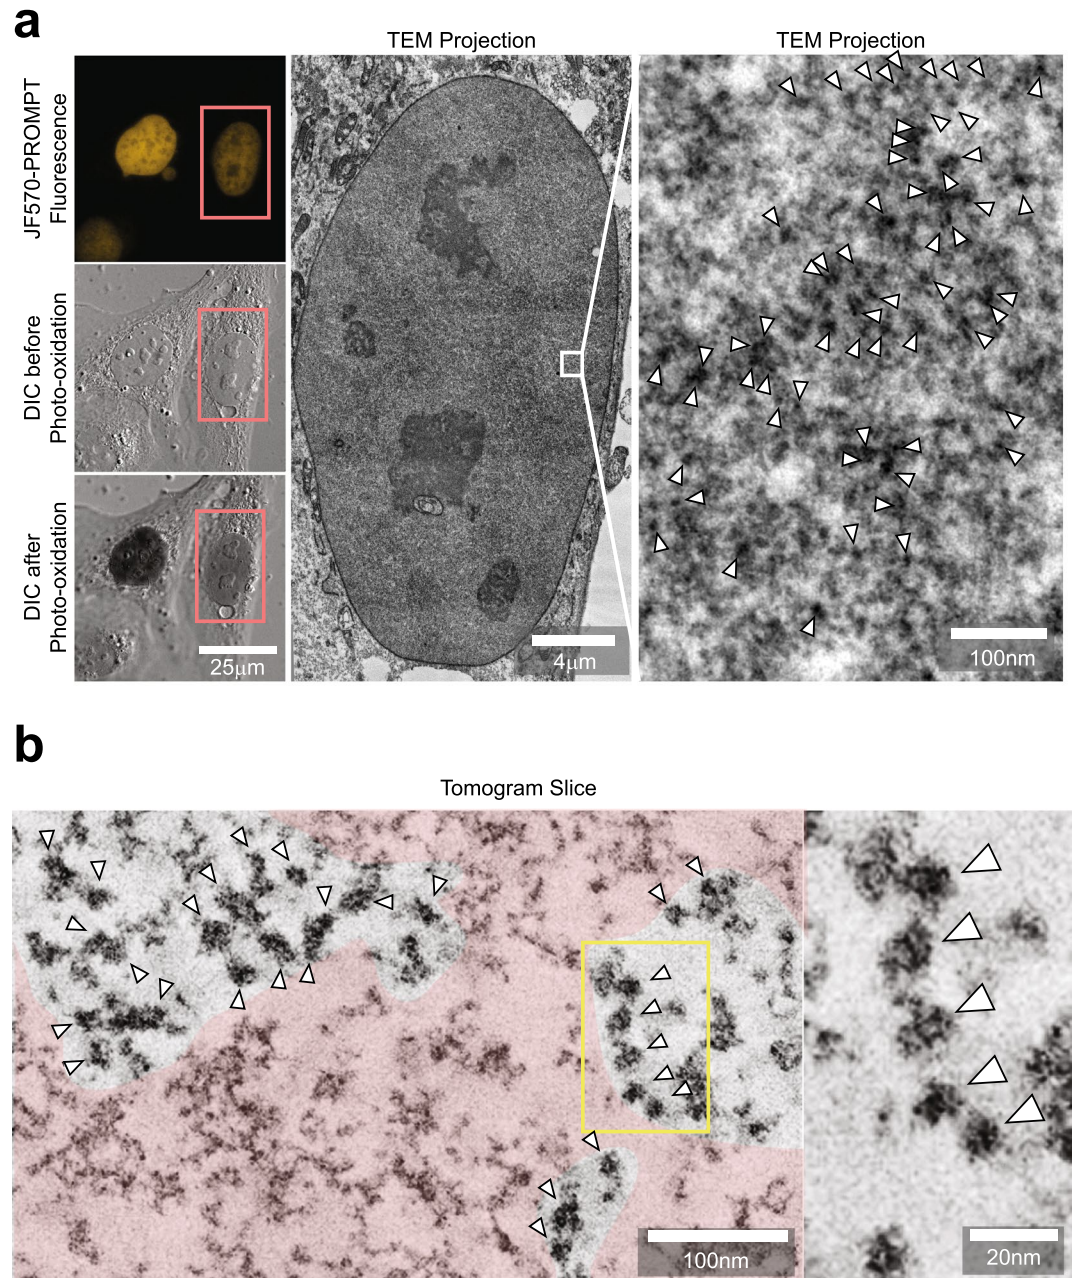 a
TEM Projection
TEM Projection
JF570-PROMPT
Fluorescence
DIC before
Photo-oxidation
DIC after
Photo-oxidation
25μm
4μm
100nm
b
Tomogram Slice
100nm
20nm